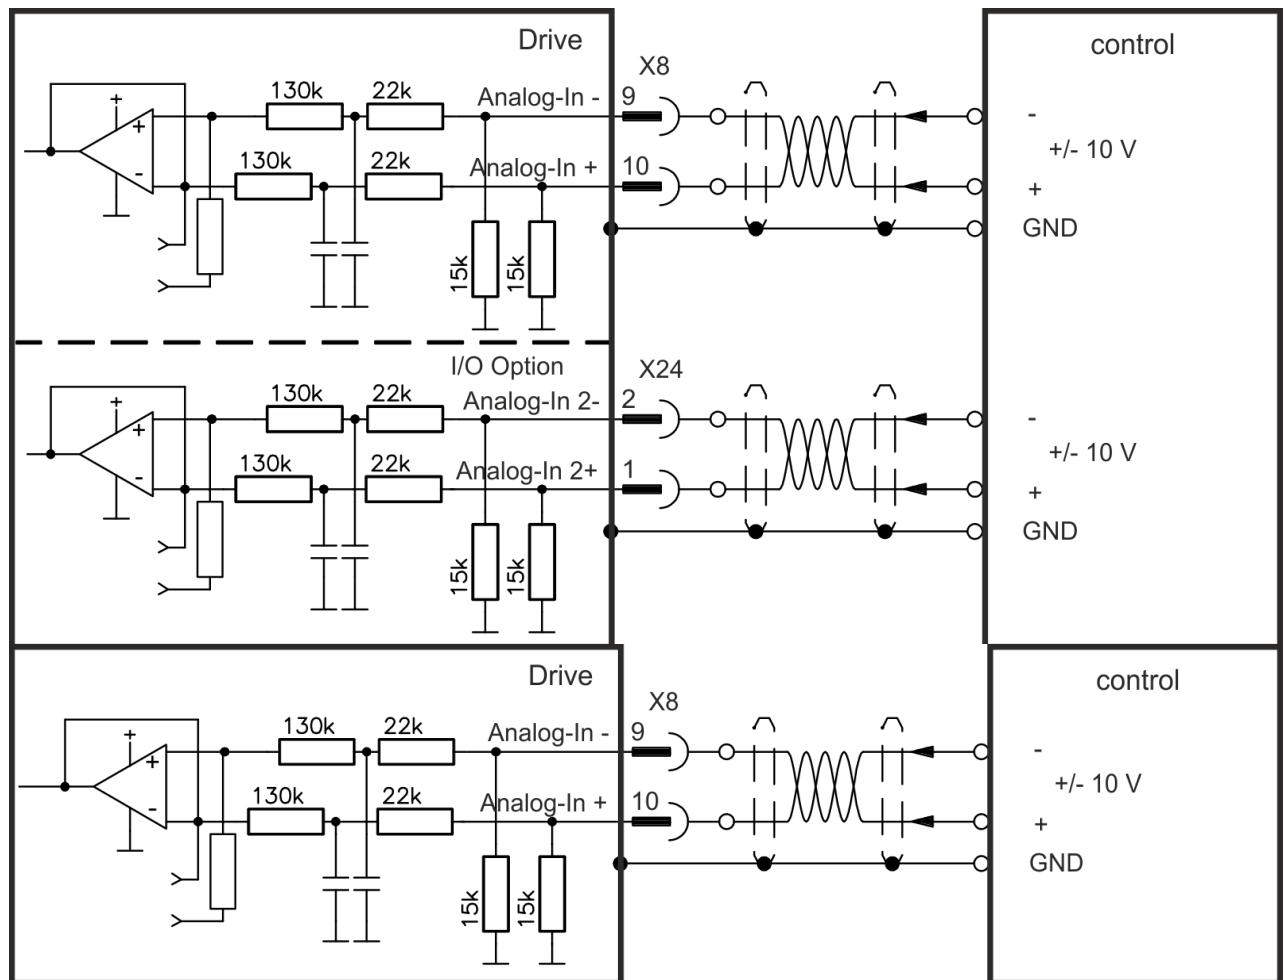 Drive
control
X8
130k
22k
Analog-In -
9
-
+
+
+/- 10 V
130k
22k
Analog-In +
10
-
+
GND
15k
15k
I/O Option
X24
130k
22k
Analog-In 2-
2
-
+
+
+/- 10 V
130k
22k
Analog-In 2+
1
-
+
GND
15k
15k
Drive
control
X8
130k
22k
Analog-In -
9
-
+
+
+/- 10 V
130k
22k
Analog-In +
10
-
+
GND
15k
15k